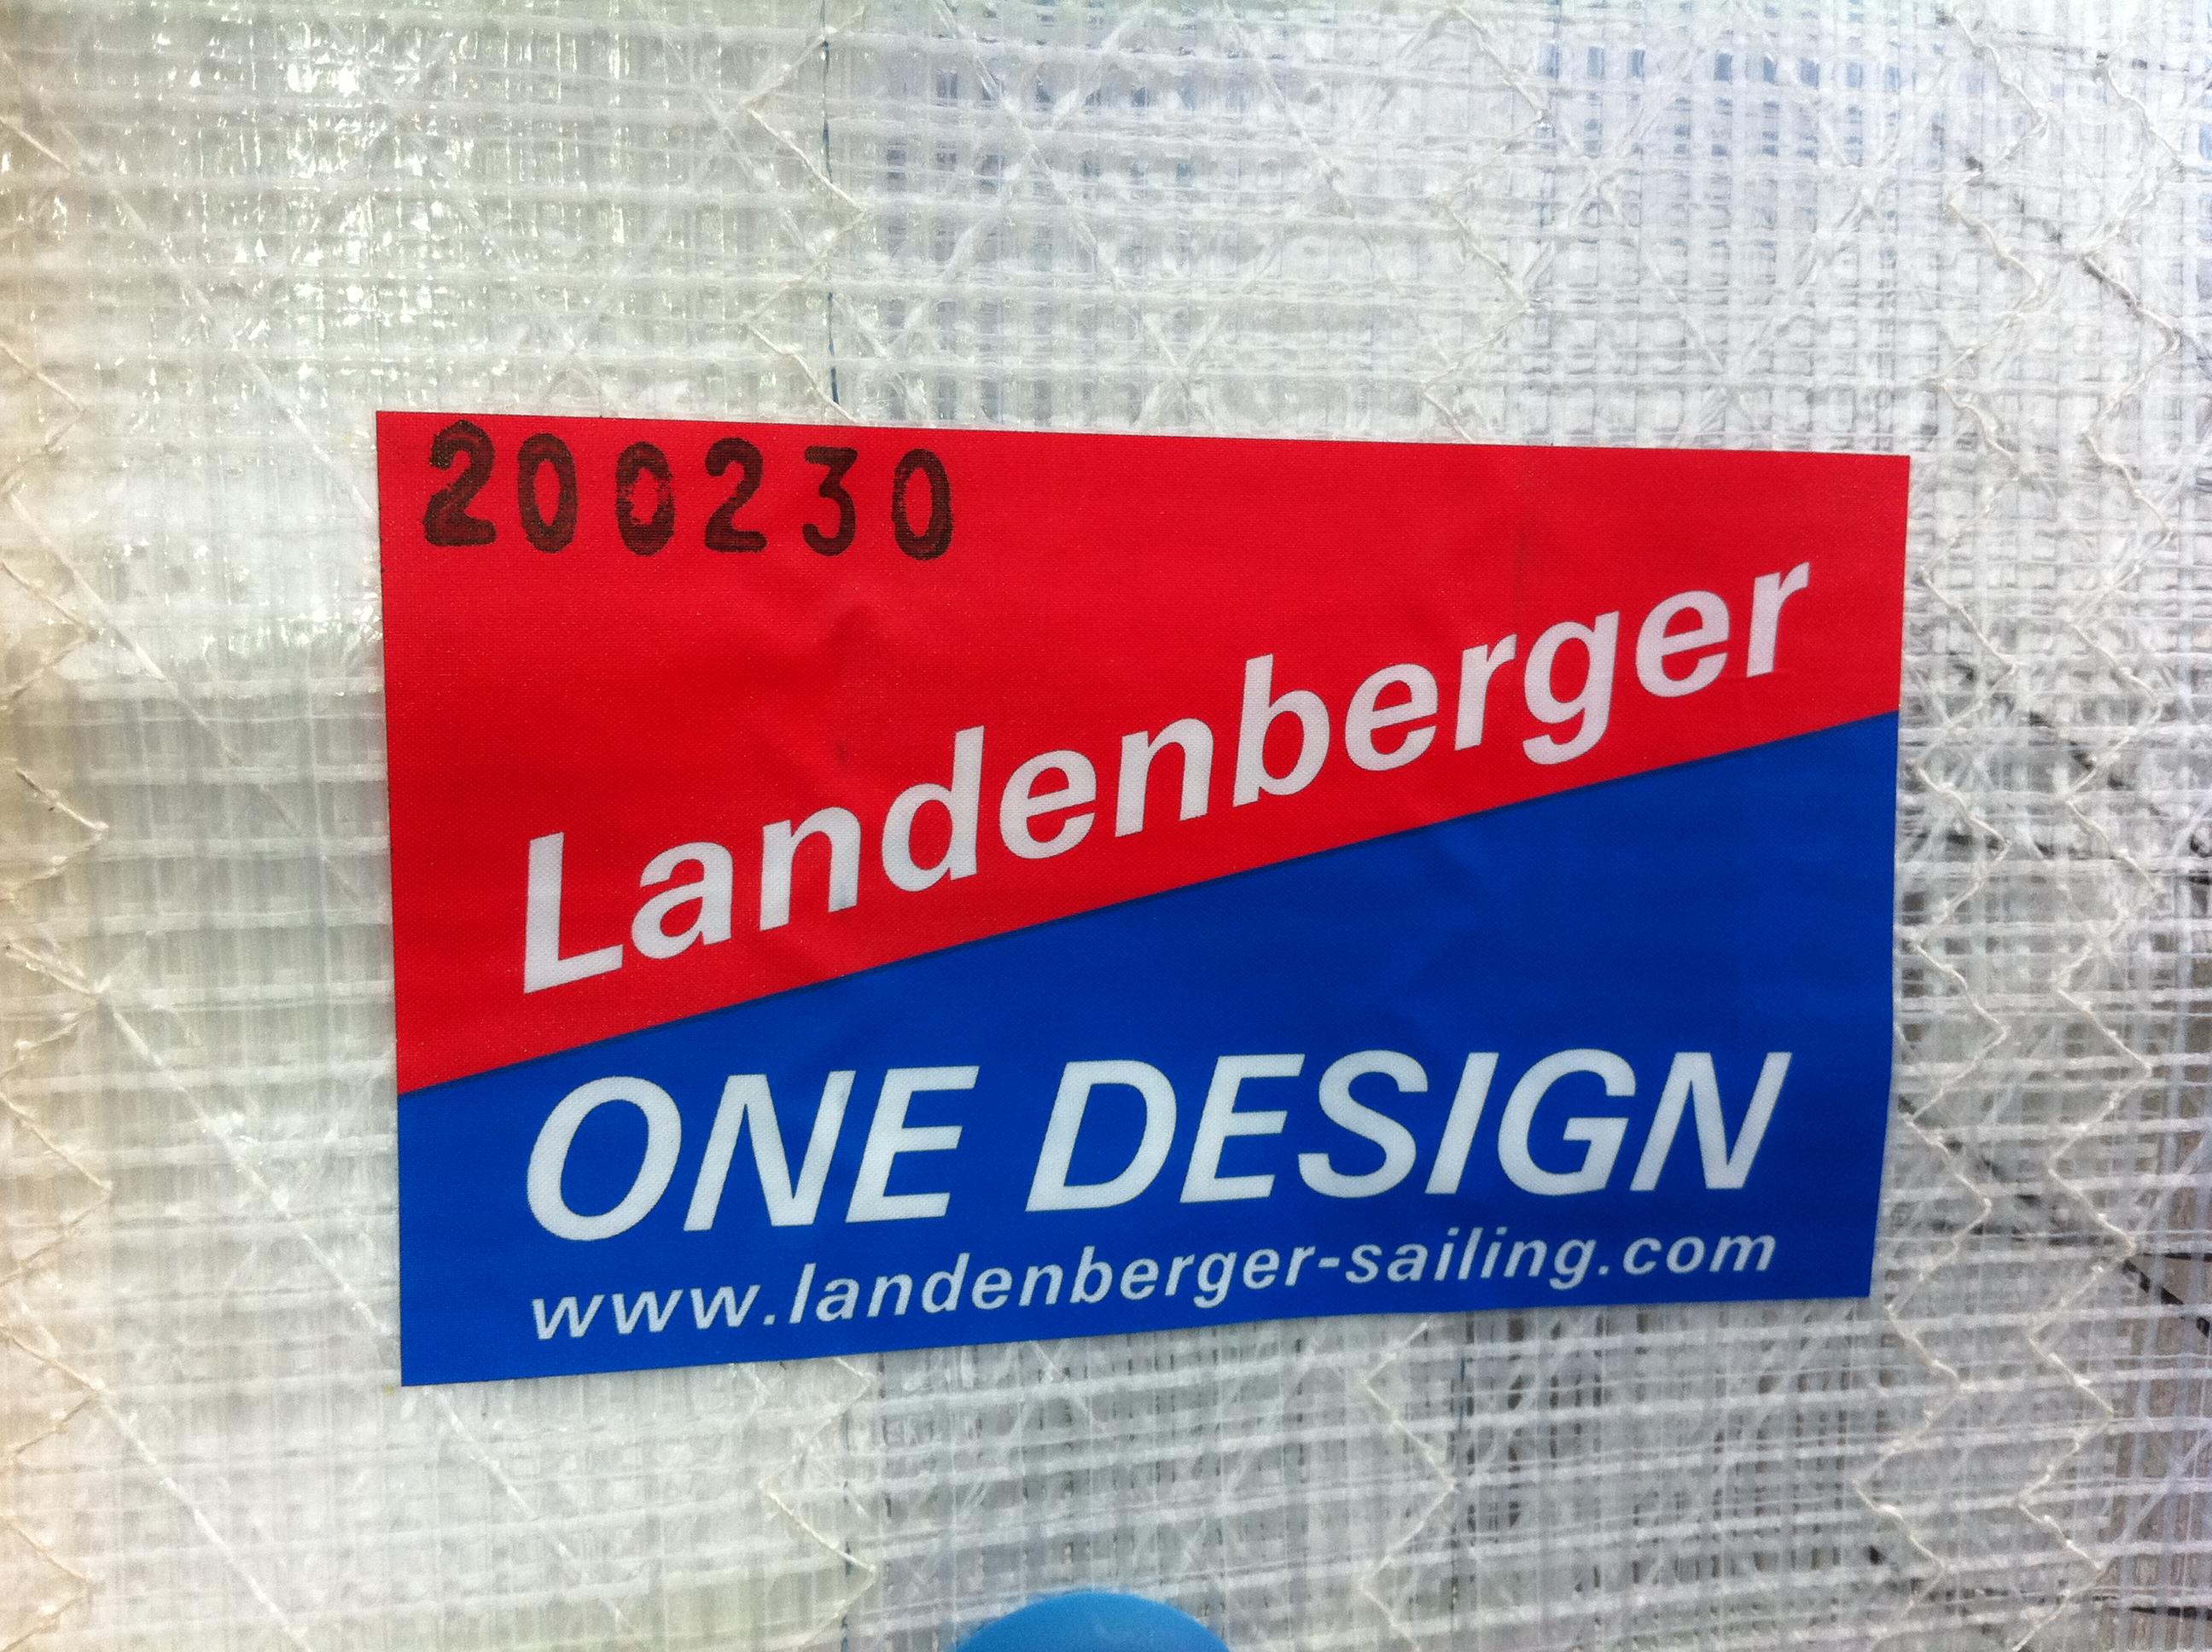 200230
Landenberger
ONE DESIGN
www.landenberger-sailing.com